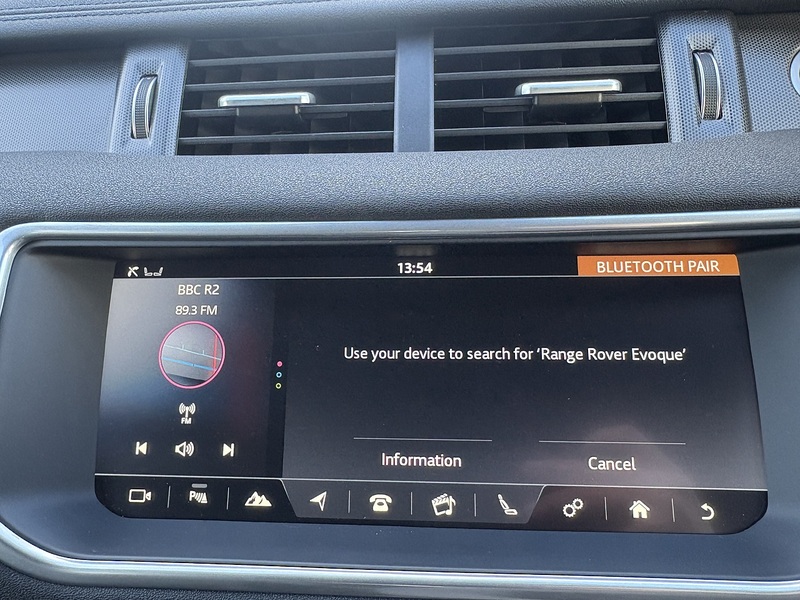 13:54
BLUETOOTH PAIR
BBC R2
89.3 FM
Use your device to search for ‘Range Rover Evoque’
FM
Information
Cancel
P